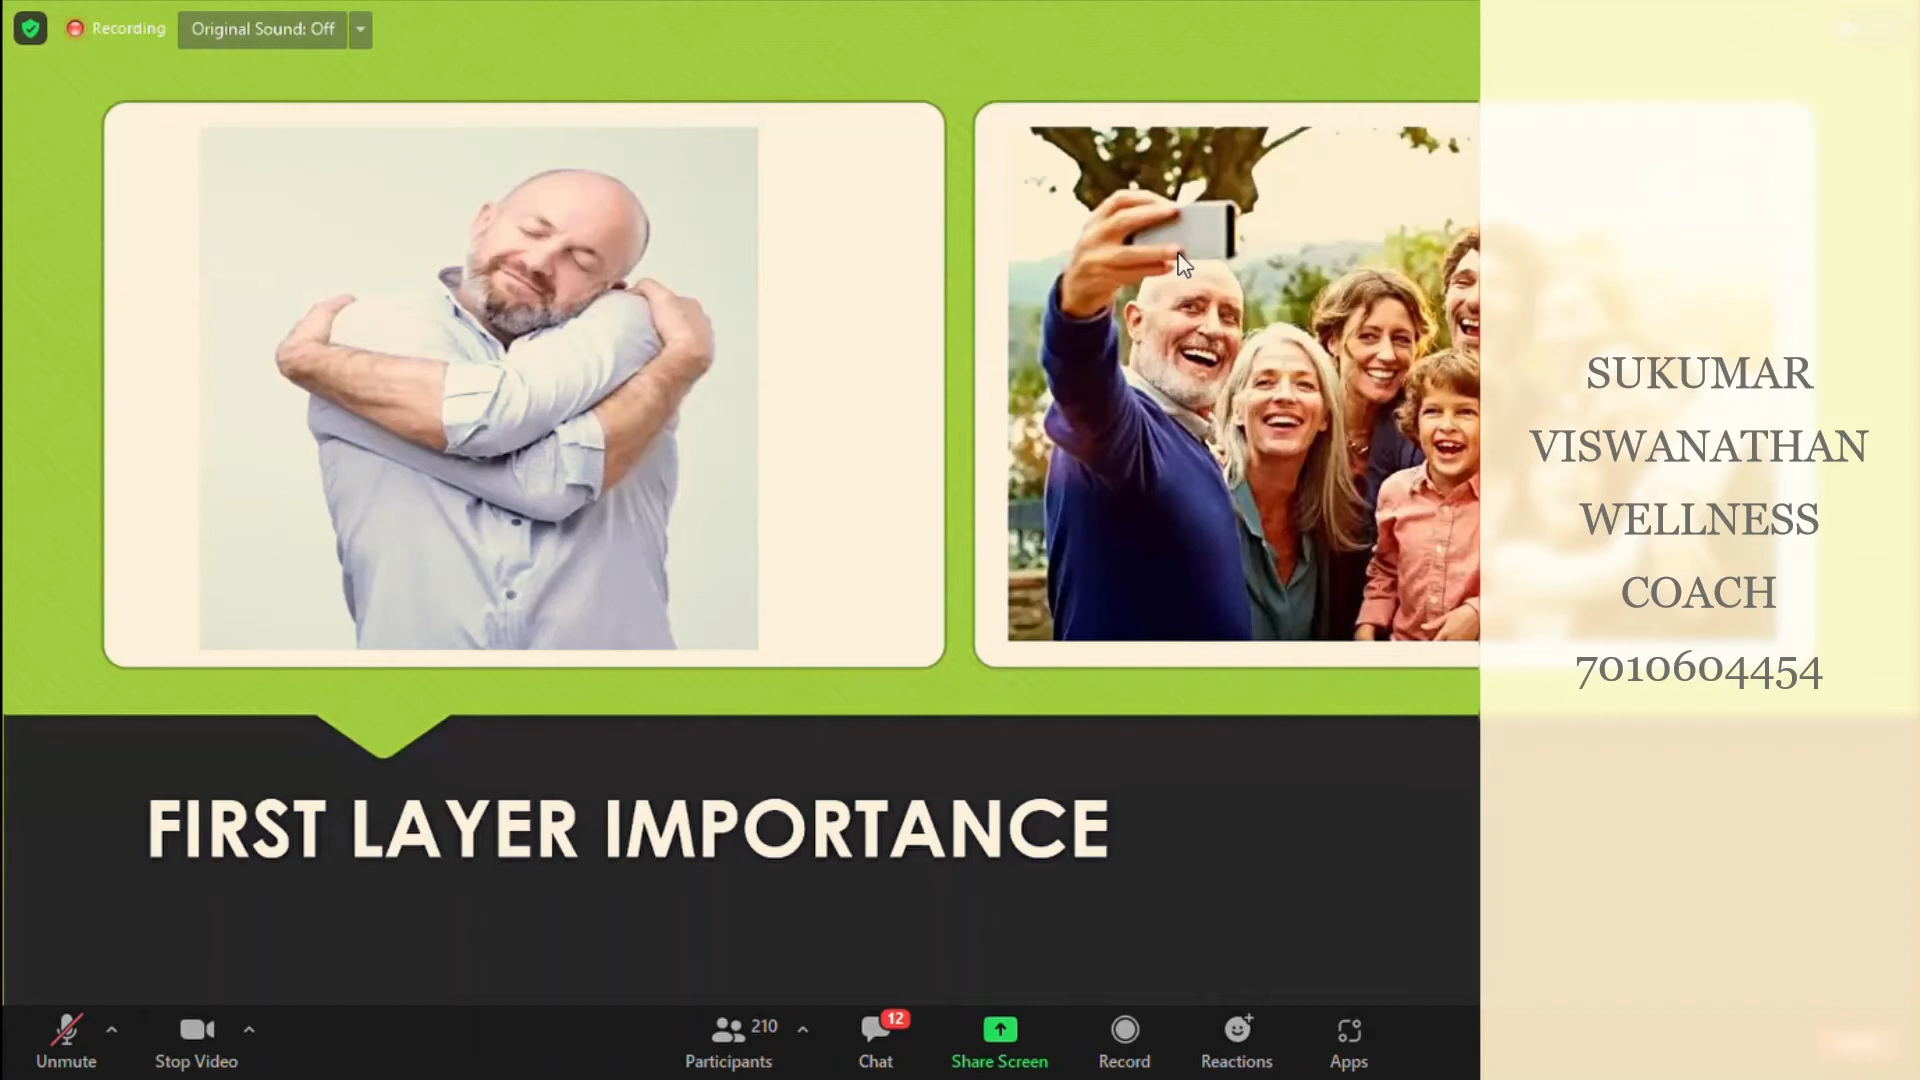 Recording
Original Sound: Off
SUKUMAR
VISWANATHAN
WELLNESS
COACH
7010604454
FIRST LAYER IMPORTANCE
Unmute
Stop Video
210
Participants
12
Chat
Share Screen
Record
Reactions
Apps